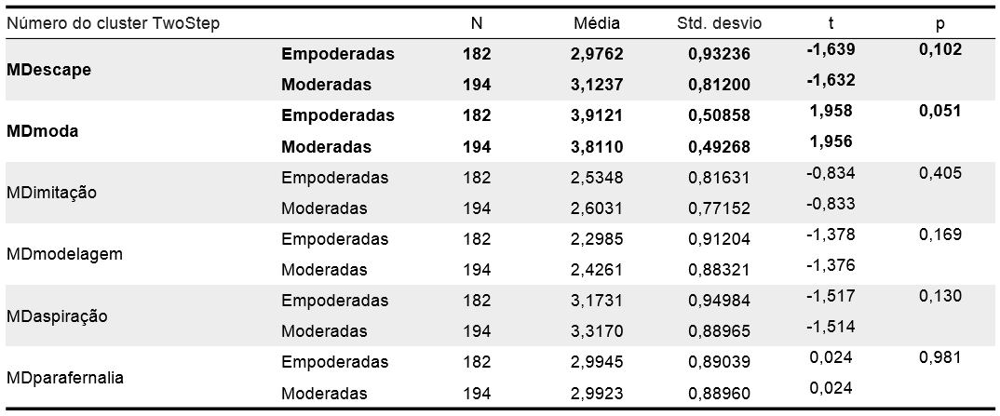 Número do cluster TwoStep N Média Std. desvio t p
MDescape Empoderadas 182 2,9762 0,93236 -1,639 0,102
Moderadas 194 3,1237 0,81200 -1,632
MDmoda Empoderadas 182 3,9121 0,50858 1,958 0,051
Moderadas 194 3,8110 0,49268 1,956
MDimitação Empoderadas 182 2,5348 0,81631 -0,834 0,405
Moderadas 194 2,6031 0,77152 -0,833
MDmodelagem Empoderadas 182 2,2985 0,91204 -1,378 0,169
Moderadas 194 2,4261 0,88321 -1,376
MDaspiração Empoderadas 182 3,1731 0,94984 -1,517 0,130
Moderadas 194 3,3170 0,88965 -1,514
MDparafernalia Empoderadas 182 2,9945 0,89039 0,024 0,981
Moderadas 194 2,9923 0,88960 0,024